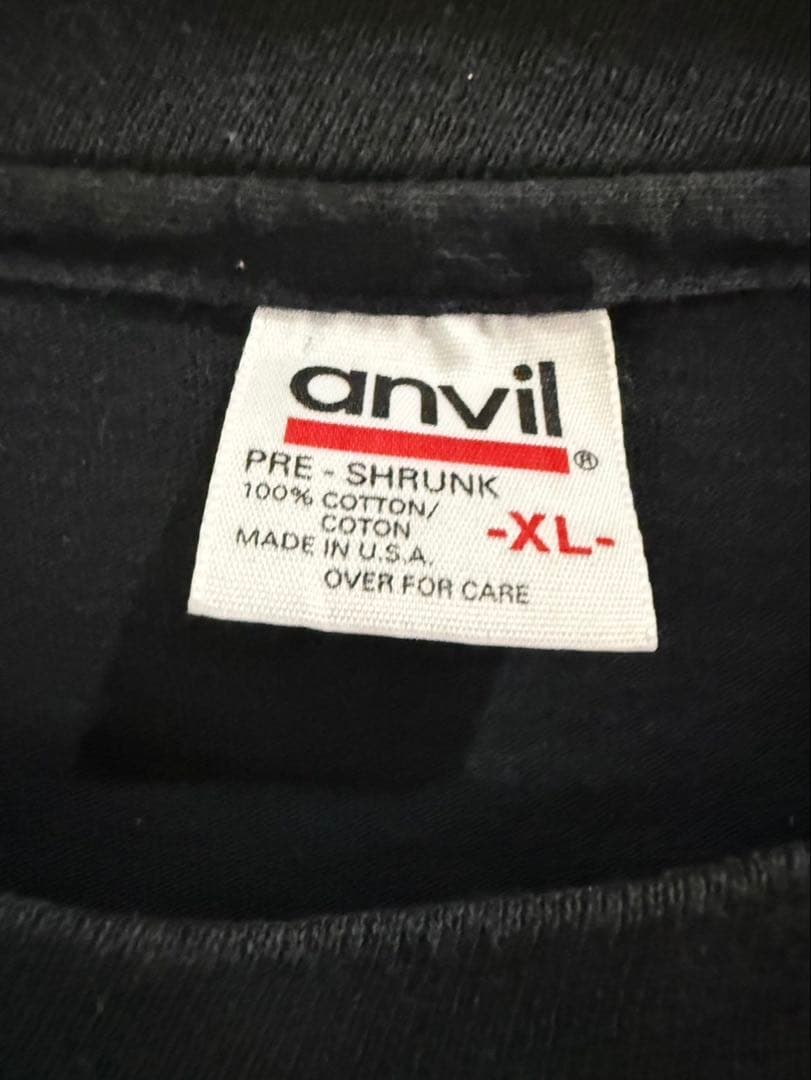 anvil®
PRE - SHRUNK
100% COTTON/
COTON
-XL-
MADE IN U.S.A.
OVER FOR CARE